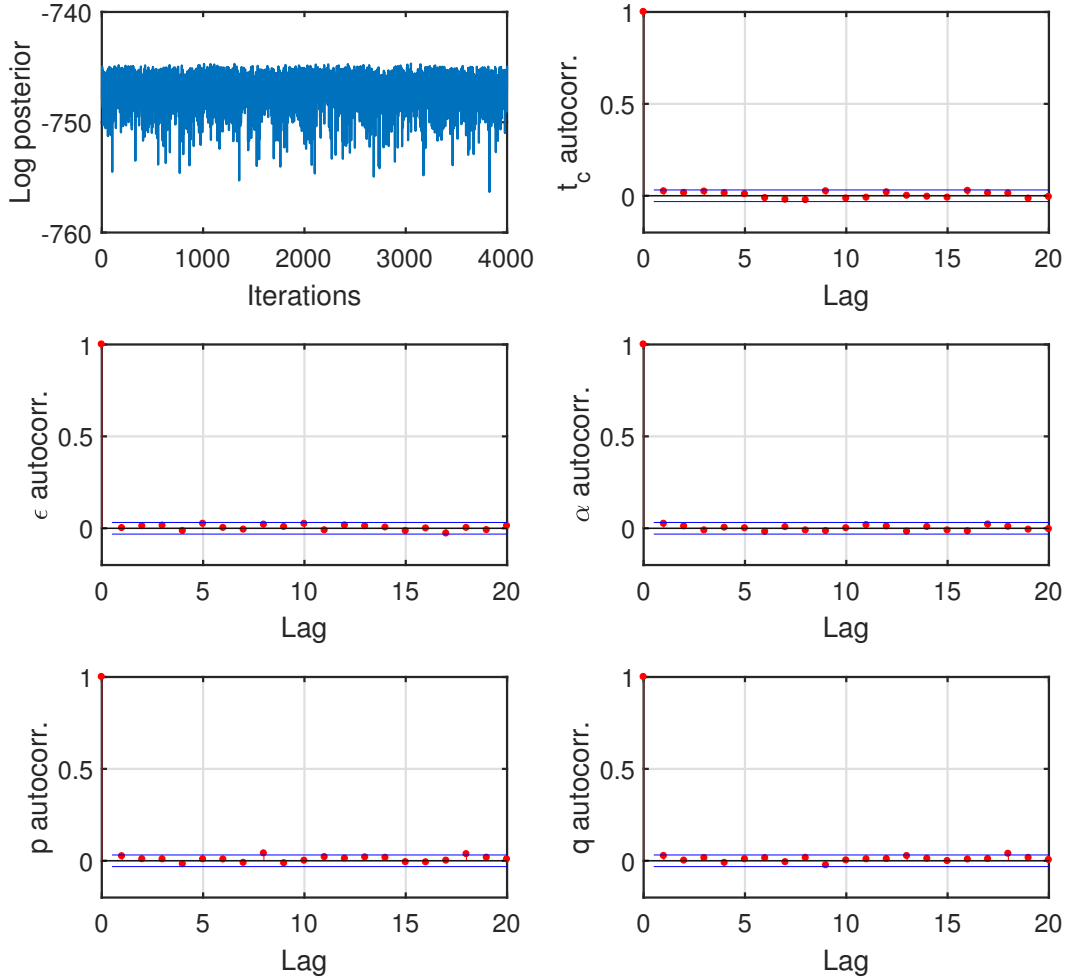 -740
-750
-760
Log posterior
0 1000 2000 3000 4000
Iterations
1
0.5
0
t_c autocorr.
0 5 10 15 20
Lag
1
0.5
0
ϵ autocorr.
0 5 10 15 20
Lag
1
0.5
0
α autocorr.
0 5 10 15 20
Lag
1
0.5
0
p autocorr.
0 5 10 15 20
Lag
1
0.5
0
q autocorr.
0 5 10 15 20
Lag